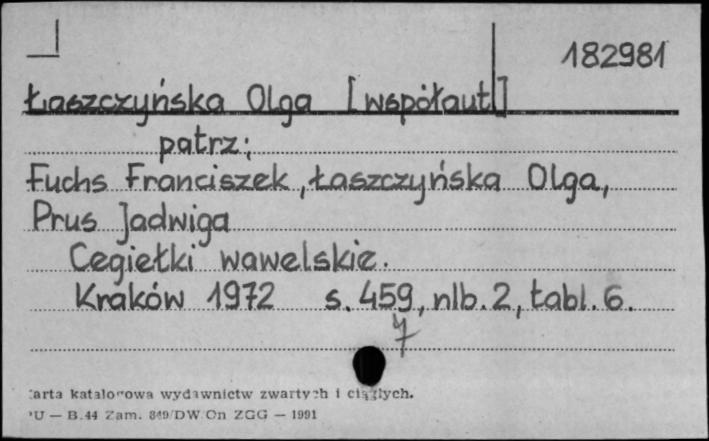 182981
Łaszczyńska Olga [współaut]
patrz:
Fuchs Franciszek, Łaszczyńska Olga,
Prus Jadwiga
Cegiełki wawelskie.
Kraków 1972 s. 459, nlb. 2, tabl. 6.
7
arta katalogowa wydawnictw zwartych i ciągłych.
U — B.44 Zam. 849/DW/On ZGG — 1991